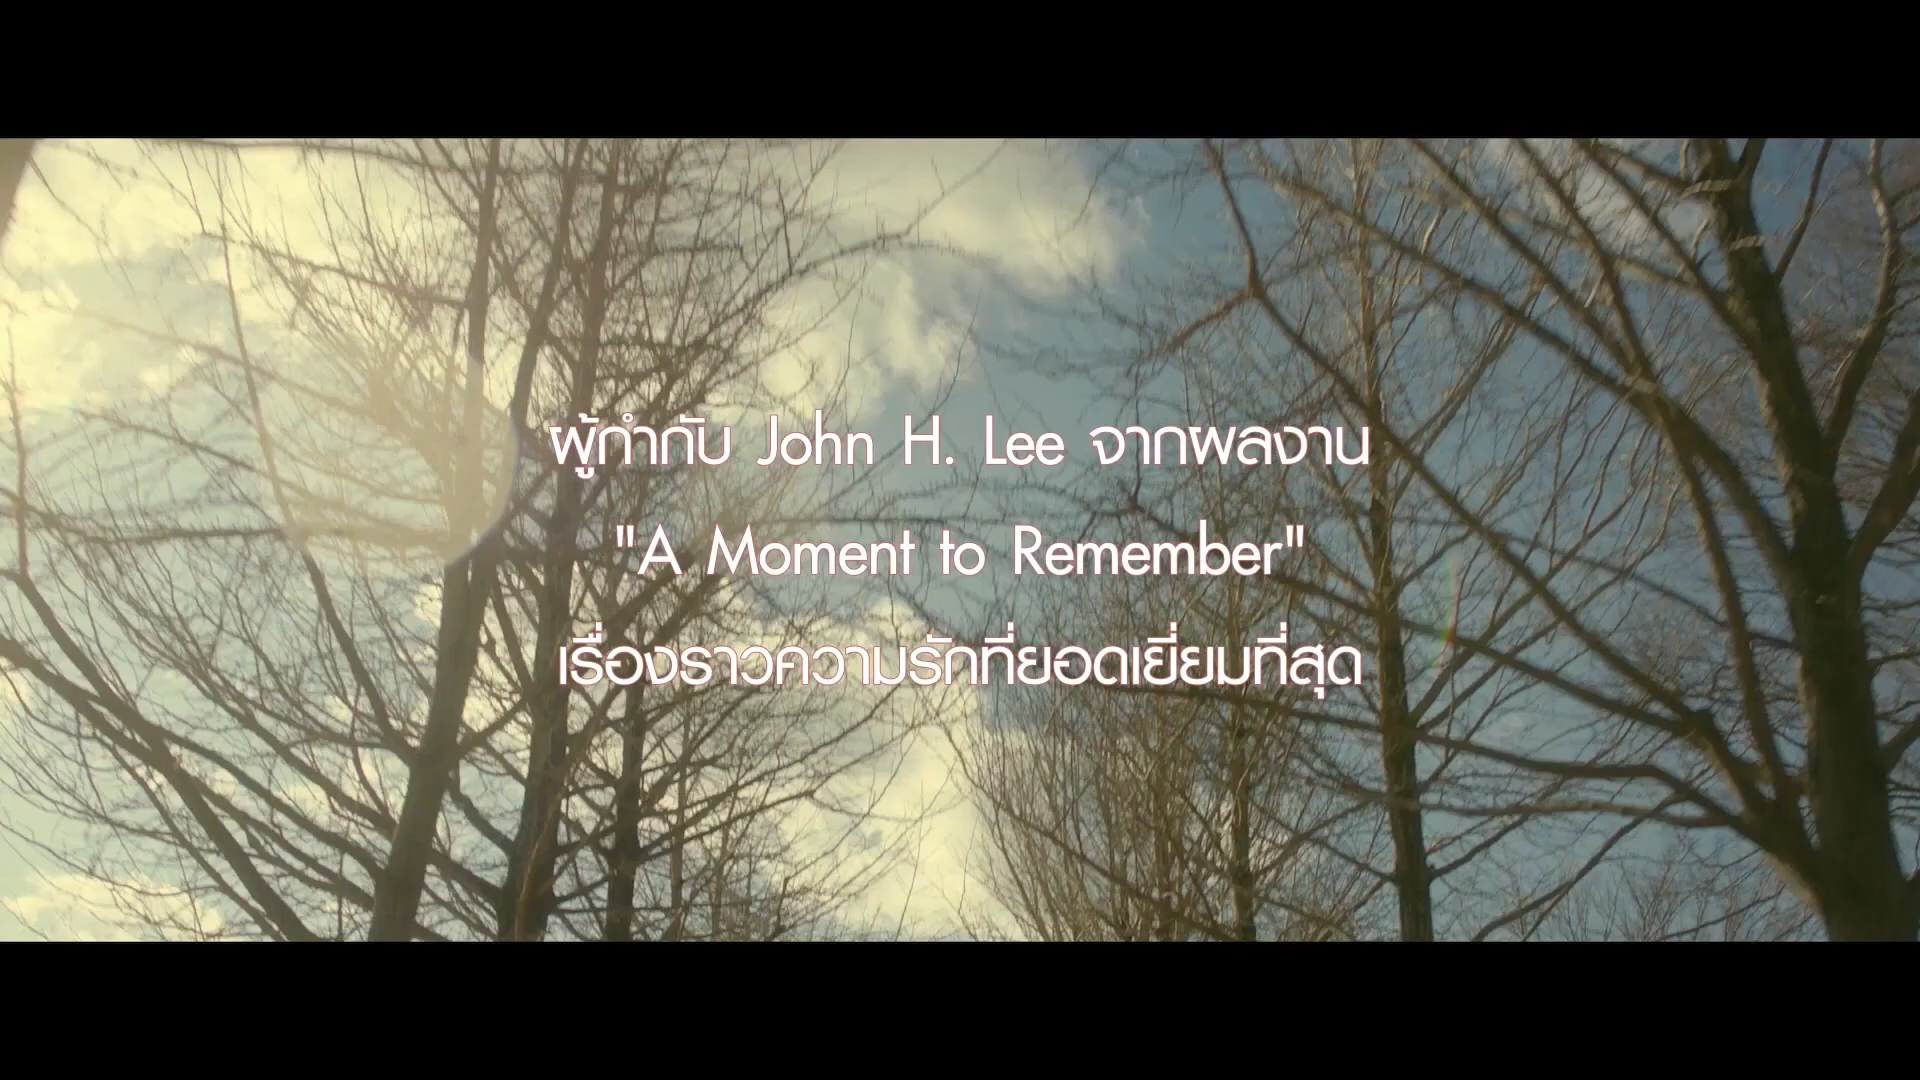 ผู้กำกับ John H. Lee จากผลงาน
"A Moment to Remember"
เรื่องราวความรักที่ยอดเยี่ยมที่สุด